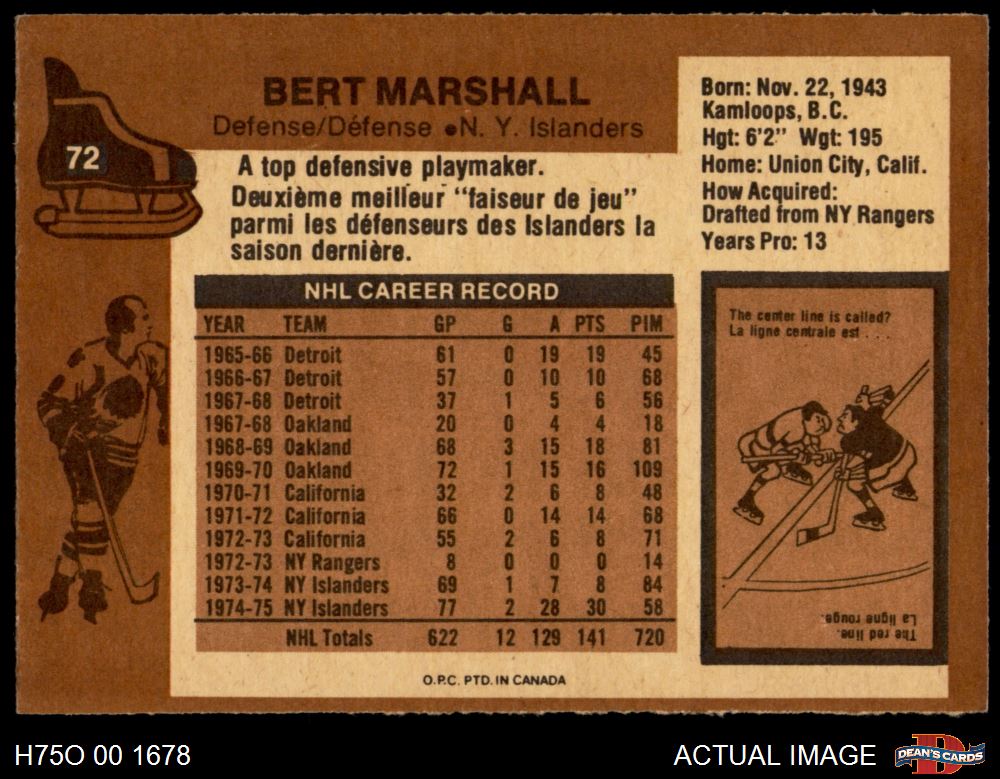 72
BERT MARSHALL
Defense/Défense ●N. Y. Islanders
A top defensive playmaker.
Deuxième meilleur "faiseur de jeu"
parmi les défenseurs des Islanders la
saison dernière.
Born: Nov. 22, 1943
Kamloops, B.C.
Hgt: 6'2" Wgt: 195
Home: Union City, Calif.
How Acquired:
Drafted from NY Rangers
Years Pro: 13
NHL CAREER RECORD
YEAR TEAM GP G A PTS PIM
1965-66 Detroit 61 0 19 19 45
1966-67 Detroit 57 0 10 10 68
1967-68 Detroit 37 1 5 6 56
1967-68 Oakland 20 0 4 4 18
1968-69 Oakland 68 3 15 18 81
1969-70 Oakland 72 1 15 16 109
1970-71 California 32 2 6 8 48
1971-72 California 66 0 14 14 68
1972-73 California 55 2 6 8 71
1972-73 NY Rangers 8 0 0 0 14
1973-74 NY Islanders 69 1 7 8 84
1974-75 NY Islanders 77 2 28 30 58
NHL Totals 622 12 129 141 720
The center line is called?
La ligne centrale est . . .
The red line.
La ligne rouge.
O.P.C. PTD. IN CANADA
H75O 00 1678
ACTUAL IMAGE
D
DEAN'S CARDS